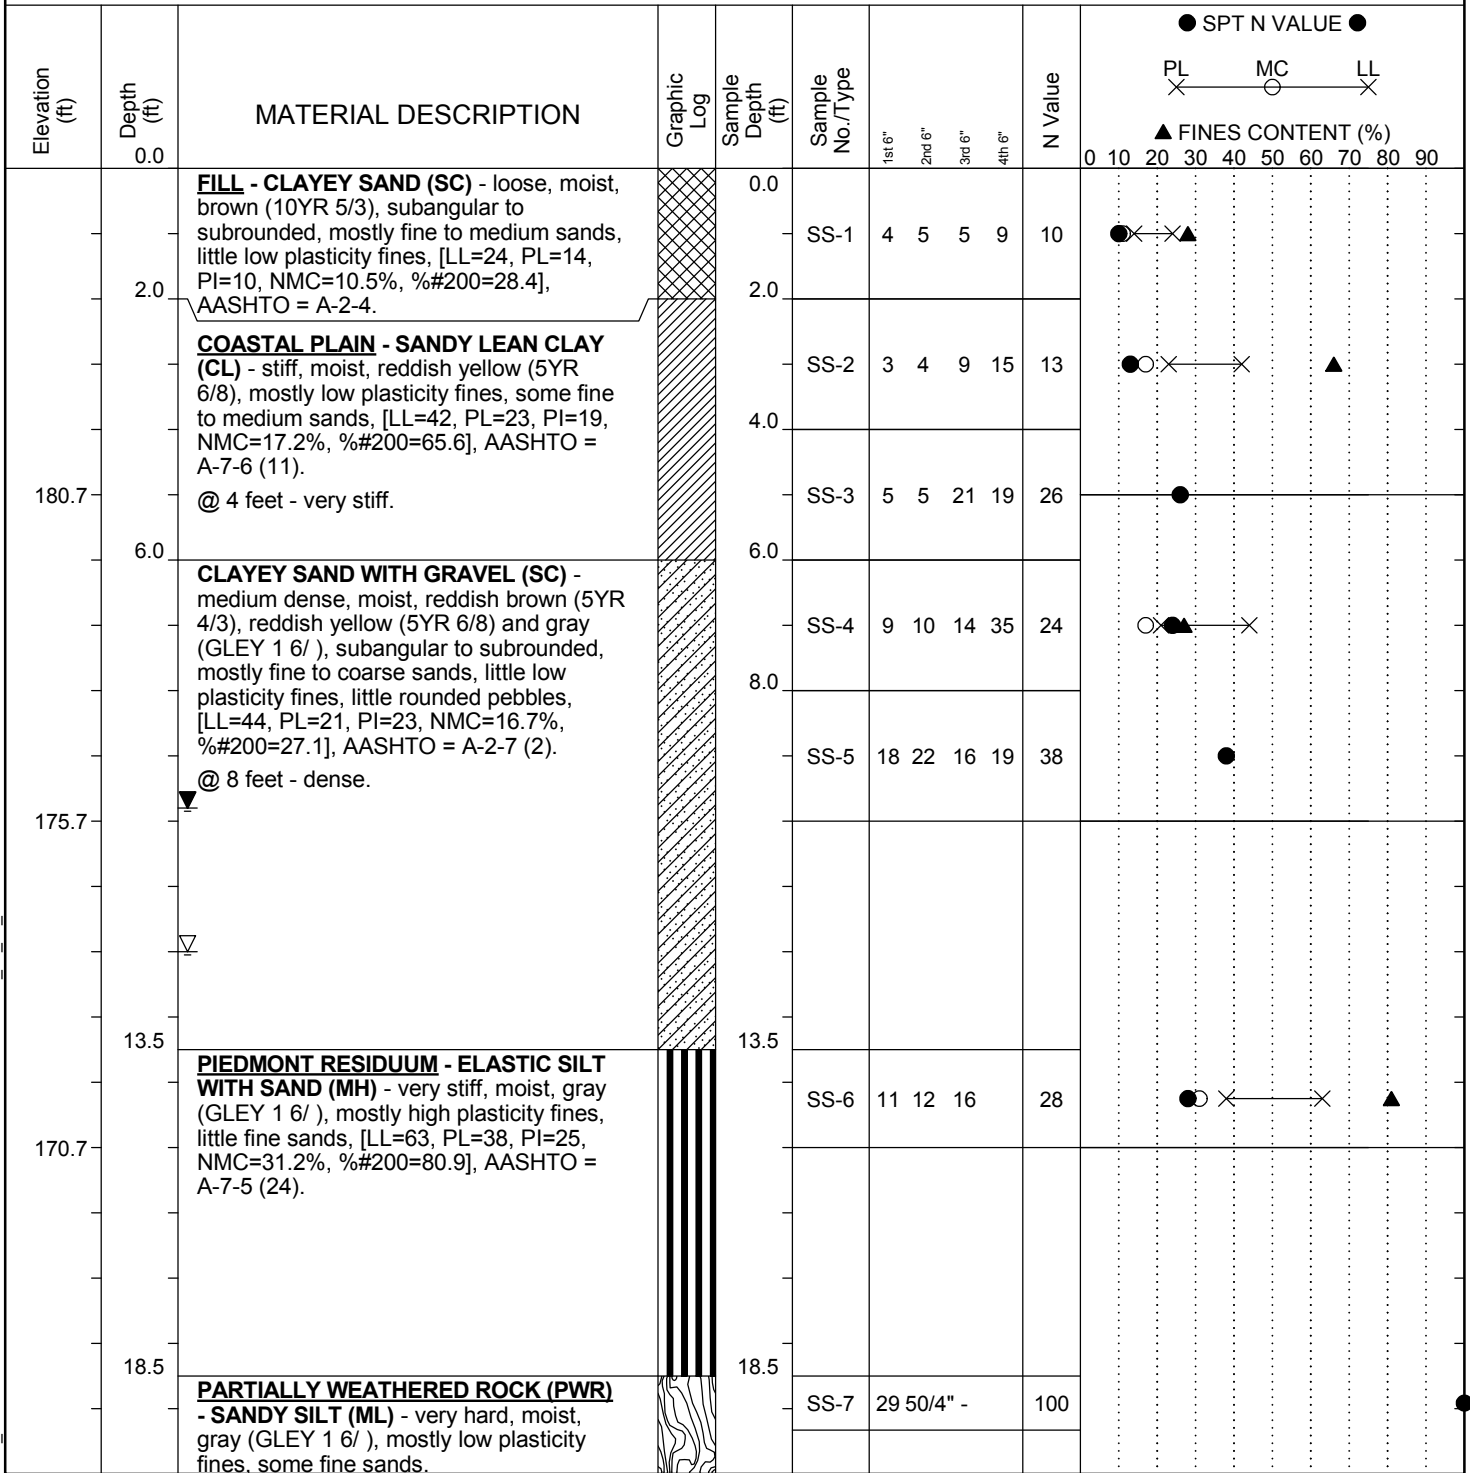 ● SPT N VALUE ●
PL MC LL
▲ FINES CONTENT (%)
0 10 20 30 40 50 60 70 80 90
Elevation
(ft)
Depth
(ft)
0.0
MATERIAL DESCRIPTION
Graphic
Log
Sample
Depth
(ft)
Sample
No./Type
1st 6"
2nd 6"
3rd 6"
4th 6"
N Value
FILL - CLAYEY SAND (SC) - loose, moist,
brown (10YR 5/3), subangular to
subrounded, mostly fine to medium sands,
little low plasticity fines, [LL=24, PL=14,
PI=10, NMC=10.5%, %#200=28.4],
AASHTO = A-2-4.
0.0
SS-1 4 5 5 9 10
2.0
2.0
COASTAL PLAIN - SANDY LEAN CLAY
(CL) - stiff, moist, reddish yellow (5YR
6/8), mostly low plasticity fines, some fine
to medium sands, [LL=42, PL=23, PI=19,
NMC=17.2%, %#200=65.6], AASHTO =
A-7-6 (11).
@ 4 feet - very stiff.
SS-2 3 4 9 15 13
4.0
180.7
SS-3 5 5 21 19 26
6.0
6.0
CLAYEY SAND WITH GRAVEL (SC) -
medium dense, moist, reddish brown (5YR
4/3), reddish yellow (5YR 6/8) and gray
(GLEY 1 6/ ), subangular to subrounded,
mostly fine to coarse sands, little low
plasticity fines, little rounded pebbles,
[LL=44, PL=21, PI=23, NMC=16.7%,
%#200=27.1], AASHTO = A-2-7 (2).
@ 8 feet - dense.
SS-4 9 10 14 35 24
8.0
SS-5 18 22 16 19 38
175.7
13.5
13.5
PIEDMONT RESIDUUM - ELASTIC SILT
WITH SAND (MH) - very stiff, moist, gray
(GLEY 1 6/ ), mostly high plasticity fines,
little fine sands, [LL=63, PL=38, PI=25,
NMC=31.2%, %#200=80.9], AASHTO =
A-7-5 (24).
SS-6 11 12 16 28
170.7
18.5
18.5
PARTIALLY WEATHERED ROCK (PWR)
- SANDY SILT (ML) - very hard, moist,
gray (GLEY 1 6/ ), mostly low plasticity
fines, some fine sands.
SS-7 29 50/4" - 100